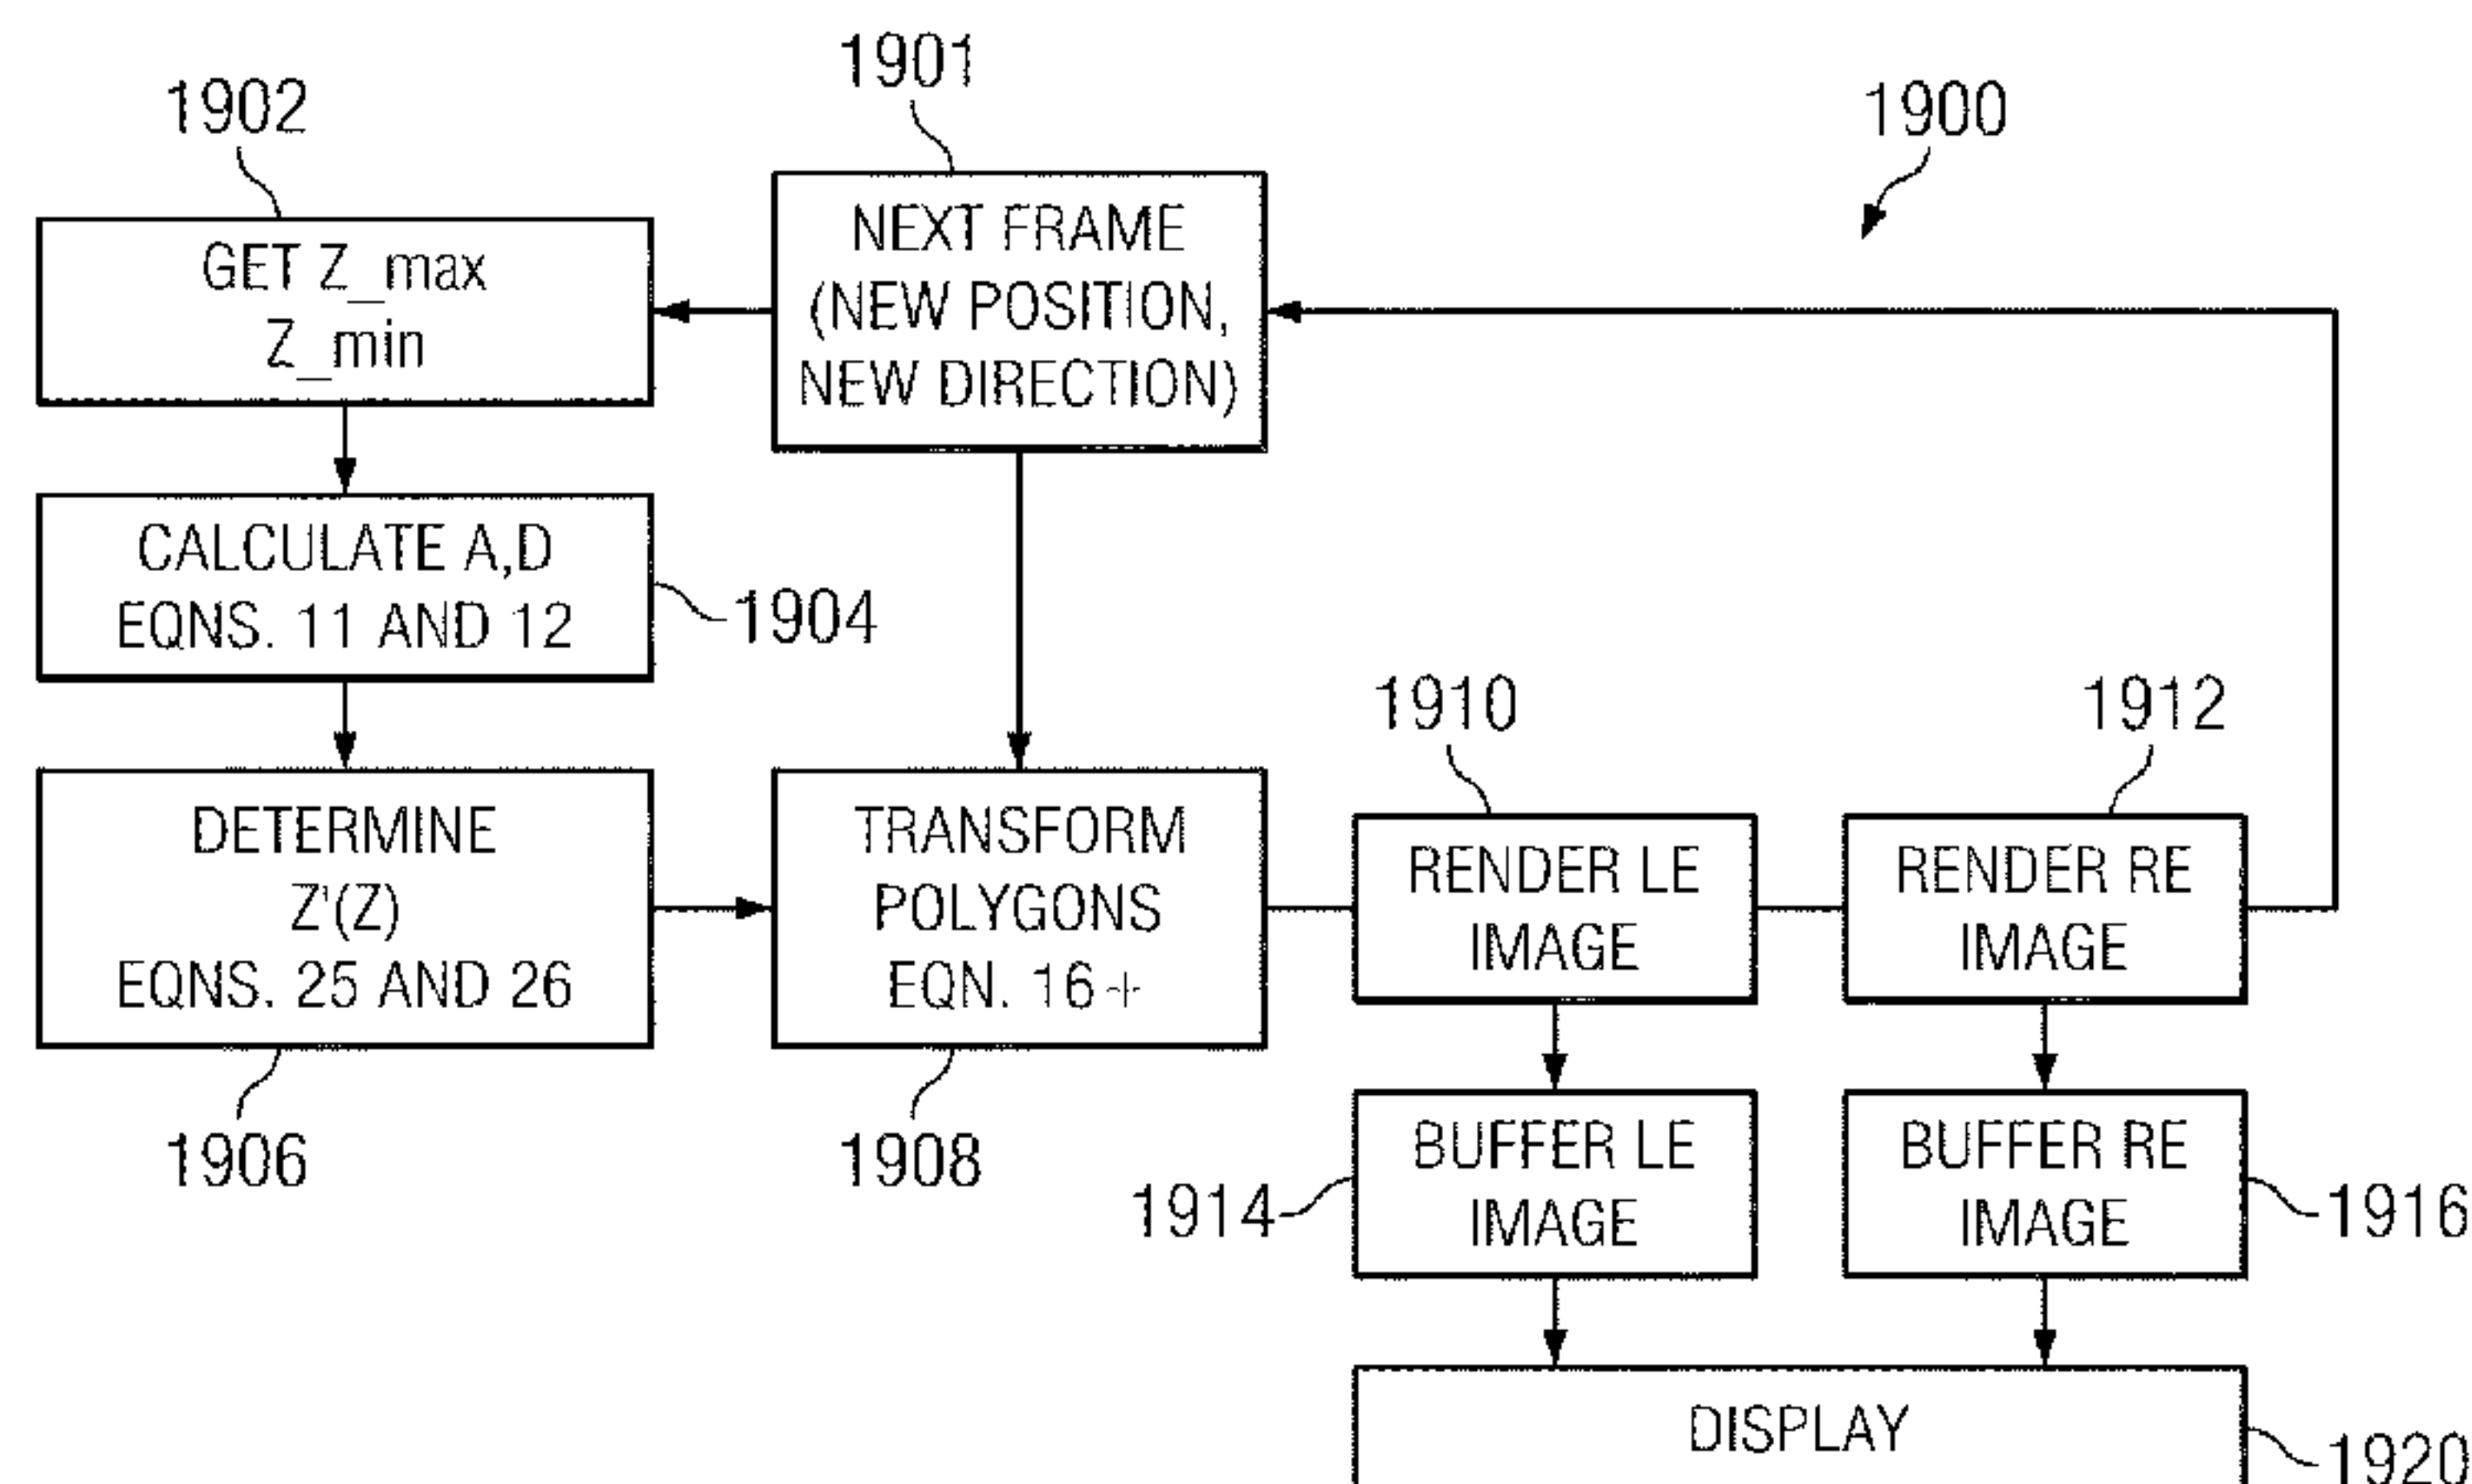 1901
1902
1900
NEXT FRAME
(NEW POSITION,
NEW DIRECTION)
GET Z_max
Z_min
CALCULATE A,D
EQNS. 11 AND 12
1904
1910
1912
DETERMINE
Z'(Z)
EQNS. 25 AND 26
TRANSFORM
POLYGONS
EQN. 16+
RENDER LE
IMAGE
RENDER RE
IMAGE
1906
1908
BUFFER LE
IMAGE
BUFFER RE
IMAGE
1914
1916
DISPLAY
1920